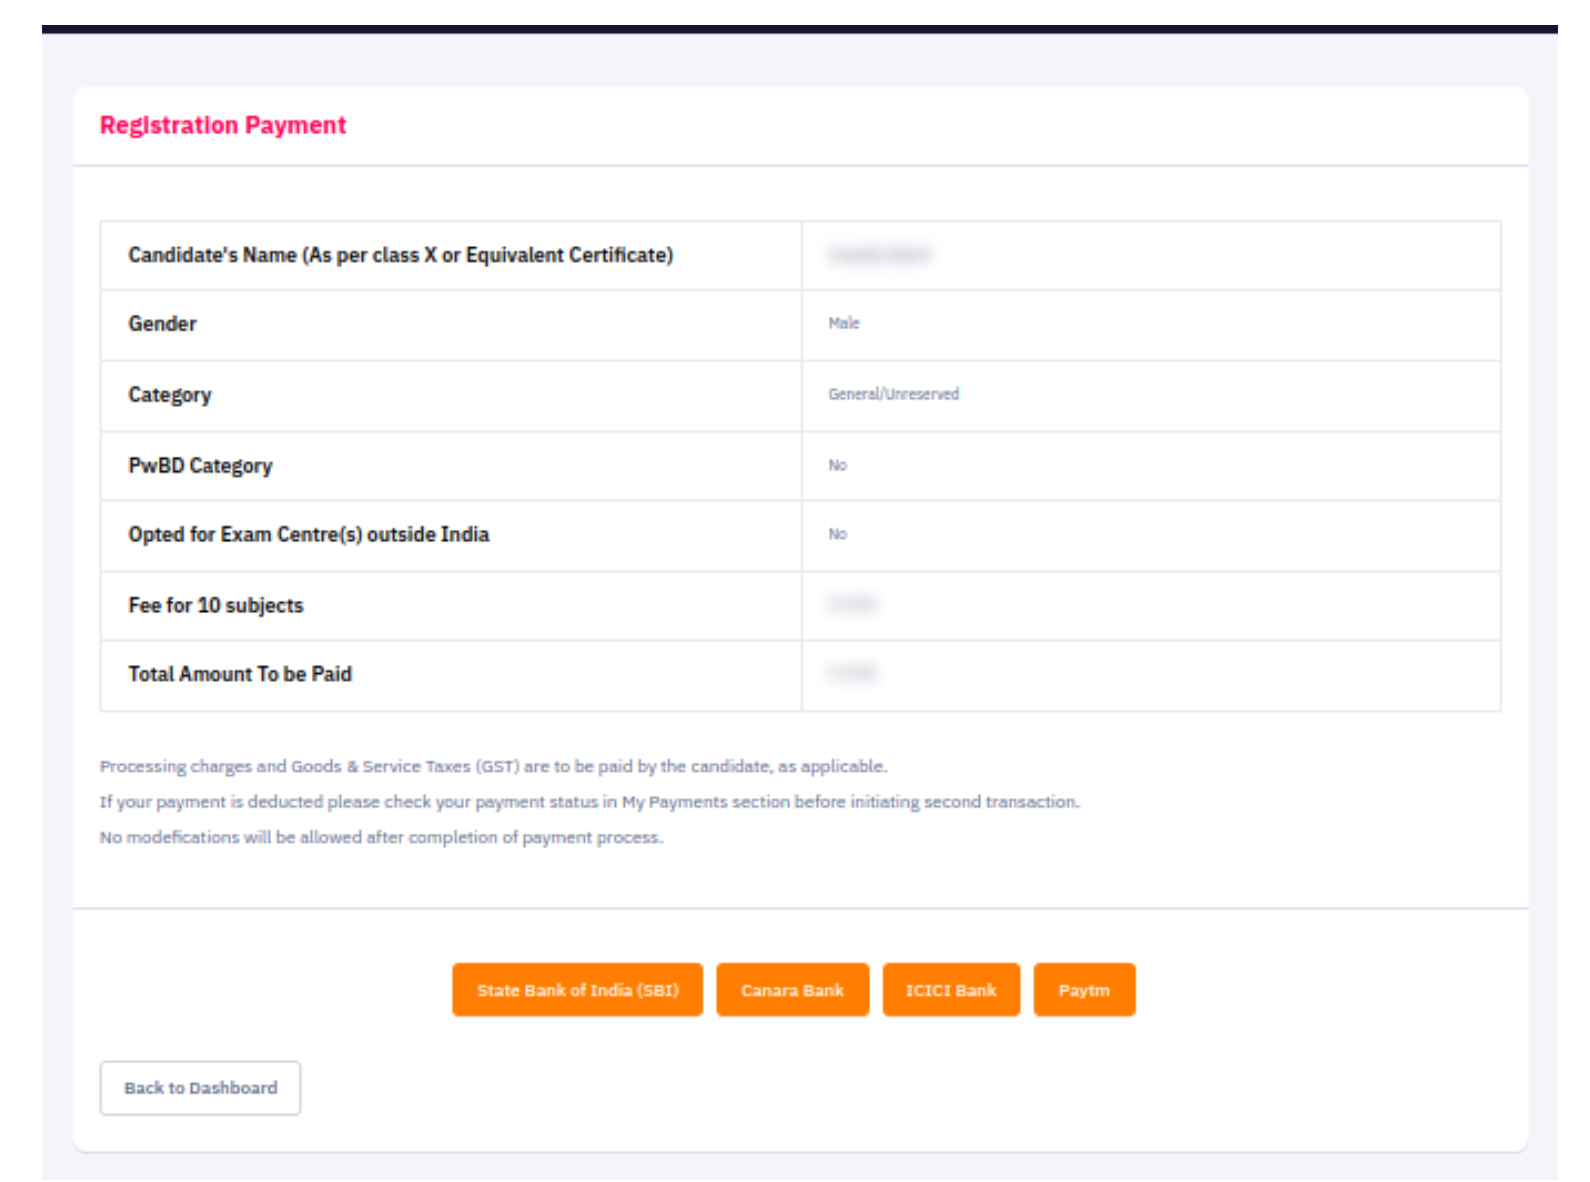 Registration Payment
Candidate's Name (As per class X or Equivalent Certificate)
Gender Male
Category General/Unreserved
PwBD Category No
Opted for Exam Centre(s) outside India No
Fee for 10 subjects
Total Amount To be Paid
Processing charges and Goods & Service Taxes (GST) are to be paid by the candidate, as applicable.
If your payment is deducted please check your payment status in My Payments section before initiating second transaction.
No modefications will be allowed after completion of payment process.
State Bank of India (SBI) Canara Bank ICICI Bank Paytm
Back to Dashboard